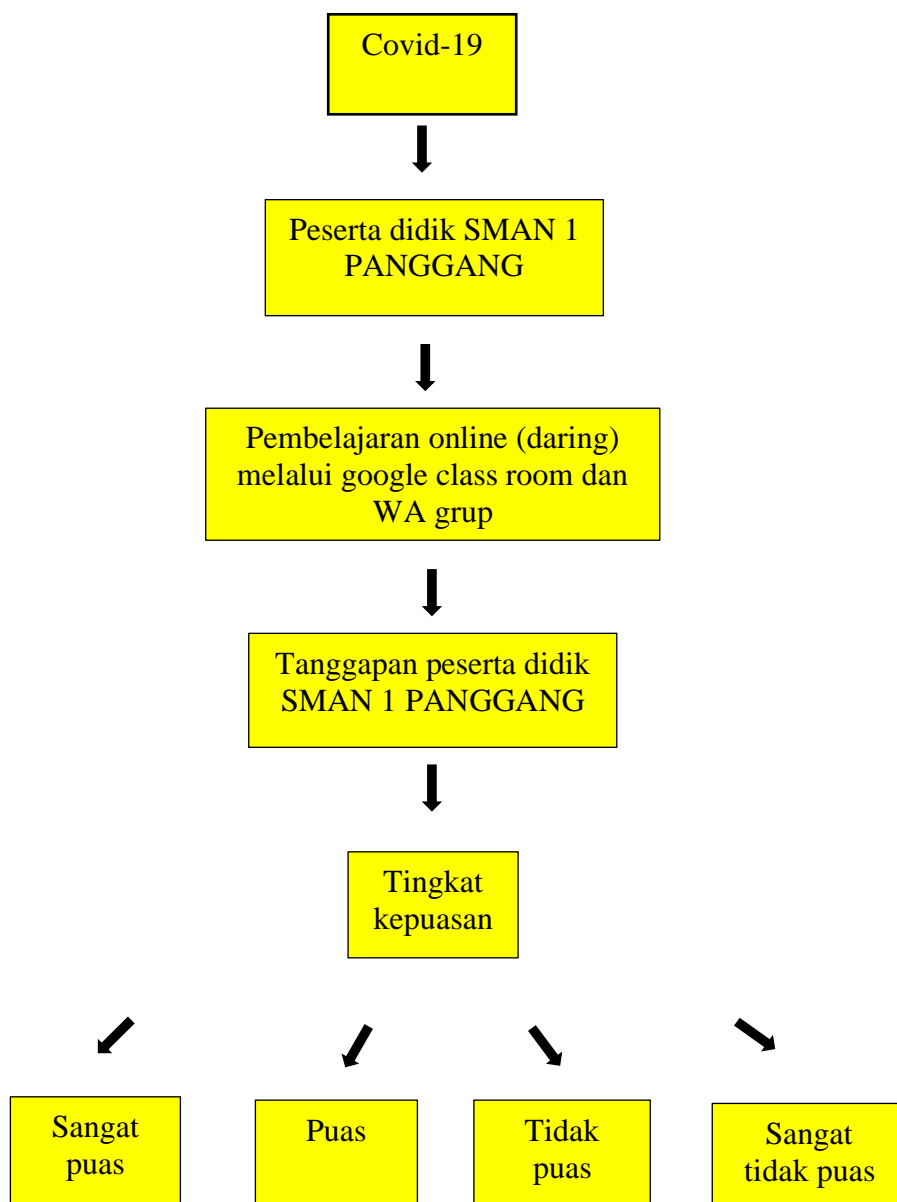 Covid-19
Peserta didik SMAN 1
PANGGANG
Pembelajaran online (daring)
melalui google class room dan
WA grup
Tanggapan peserta didik
SMAN 1 PANGGANG
Tingkat
kepuasan
Sangat
puas
Puas
Tidak
puas
Sangat
tidak puas